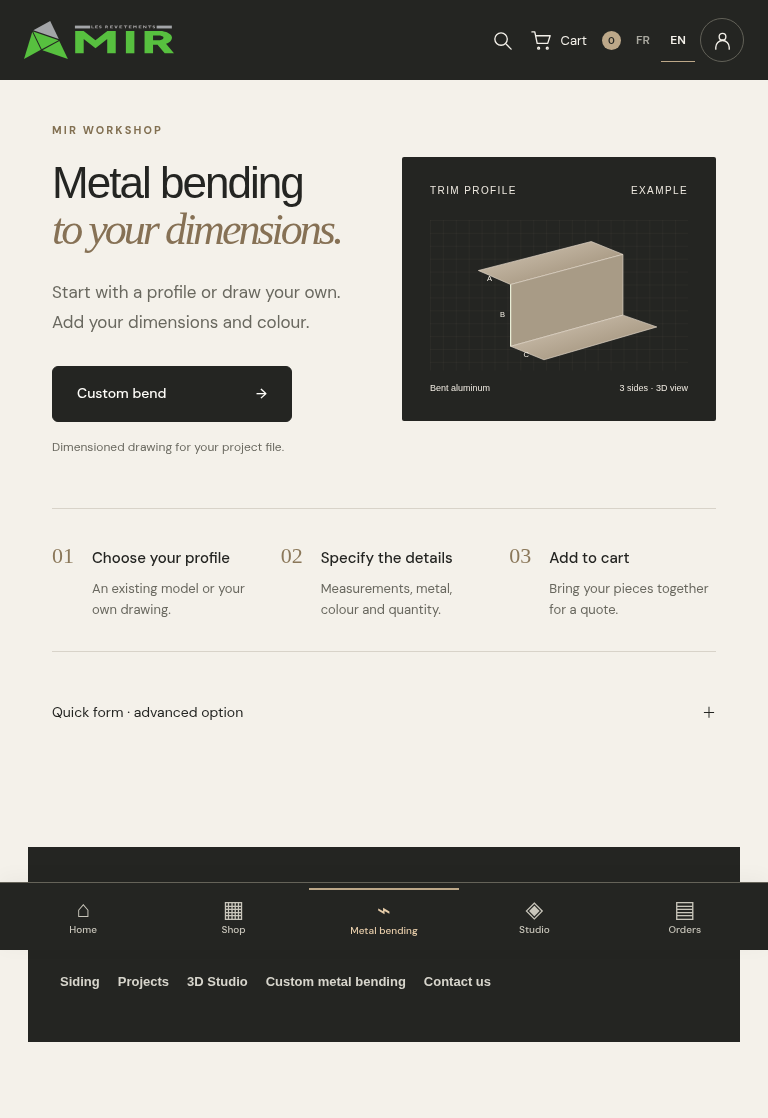 LES REVÊTEMENTS
MIR
Cart 0 FR EN
MIR WORKSHOP
Metal bending
to your dimensions.
Start with a profile or draw your own.
Add your dimensions and colour.
Custom bend →
Dimensioned drawing for your project file.
TRIM PROFILE EXAMPLE
A
B
C
Bent aluminum 3 sides · 3D view
01 Choose your profile
An existing model or your
own drawing.
02 Specify the details
Measurements, metal,
colour and quantity.
03 Add to cart
Bring your pieces together
for a quote.
Quick form · advanced option +
Home Shop Metal bending Studio Orders
Siding Projects 3D Studio Custom metal bending Contact us